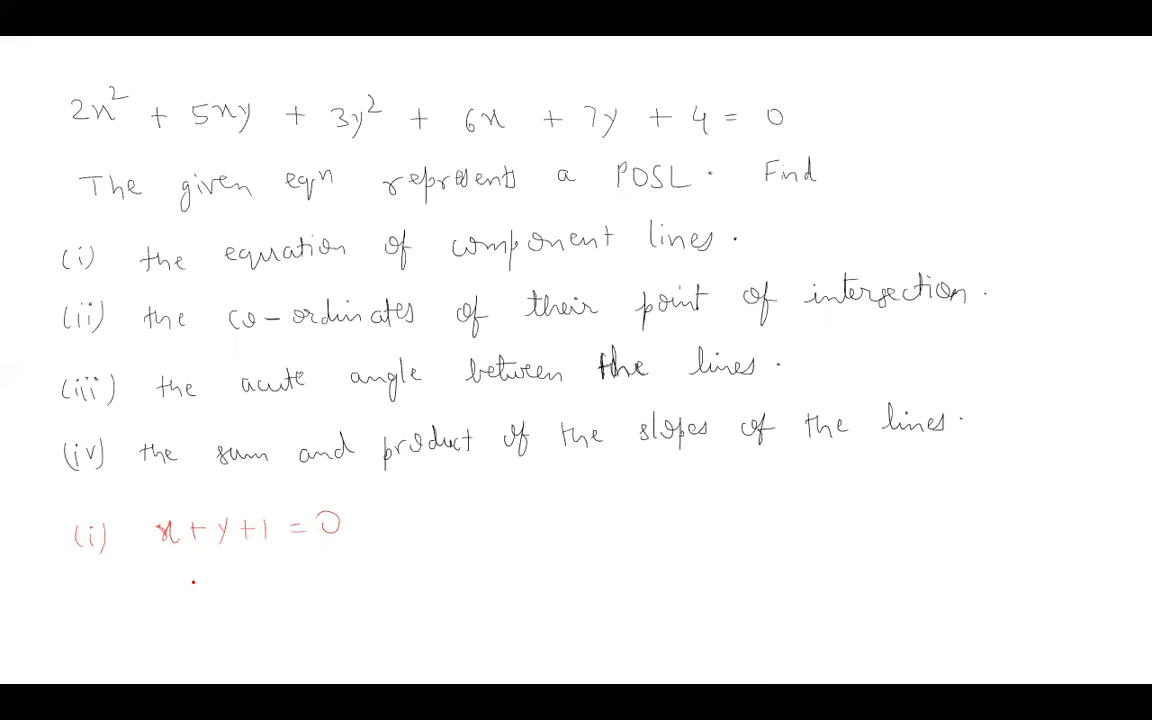 2x² + 5xy + 3y² + 6x + 7y + 4 = 0
The given eqⁿ represents a POSL. Find
(i) the equation of component lines.
(ii) the co-ordinates of their point of intersection.
(iii) the acute angle between the lines.
(iv) the sum and product of the slopes of the lines.
(i) x + y + 1 = 0